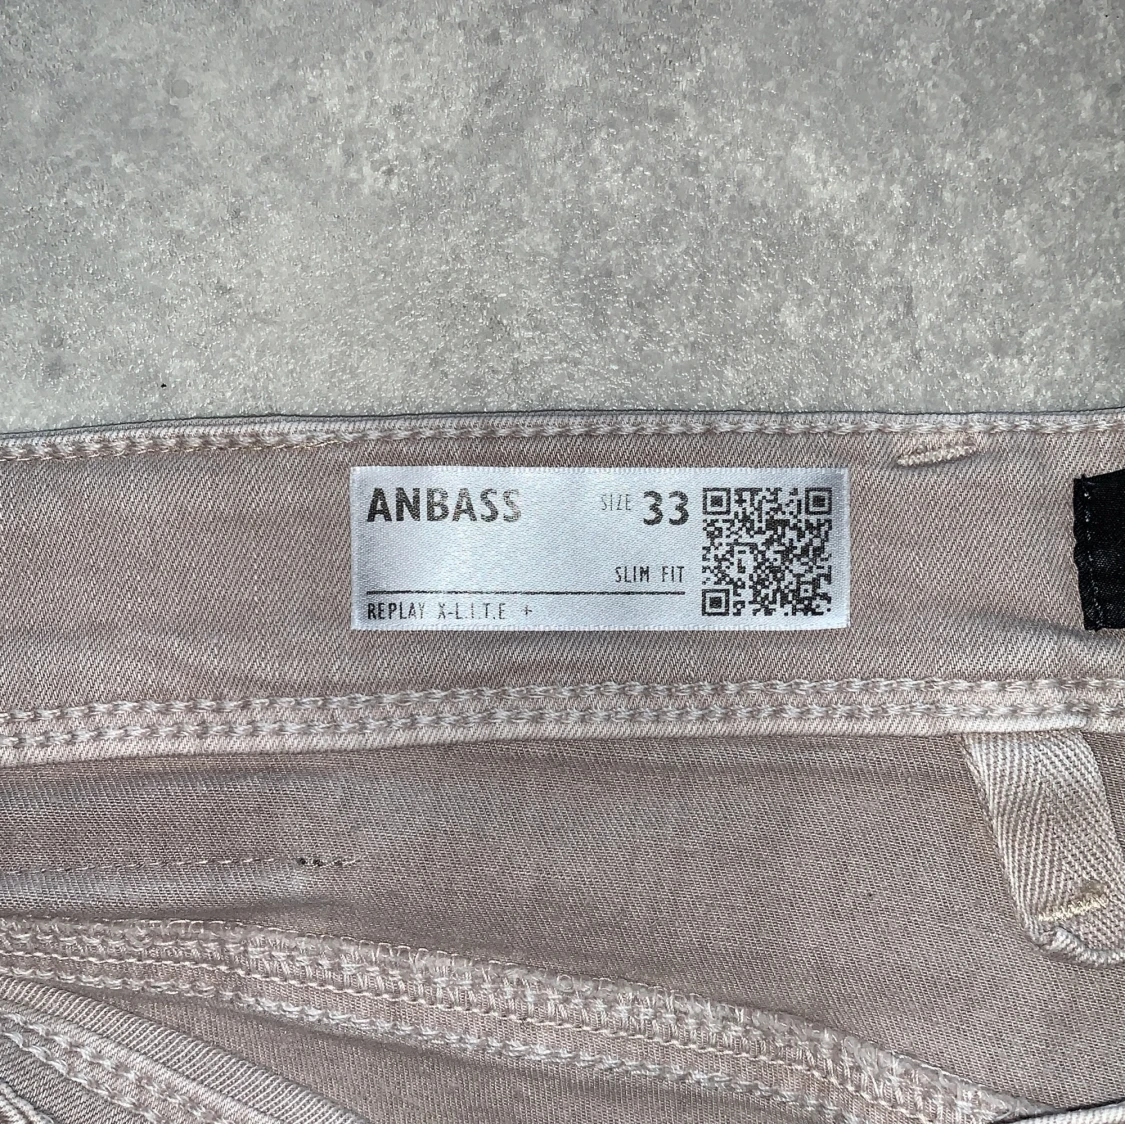 ANBASS
SIZE 33
SLIM FIT
REPLAY X-L.I.T.E +